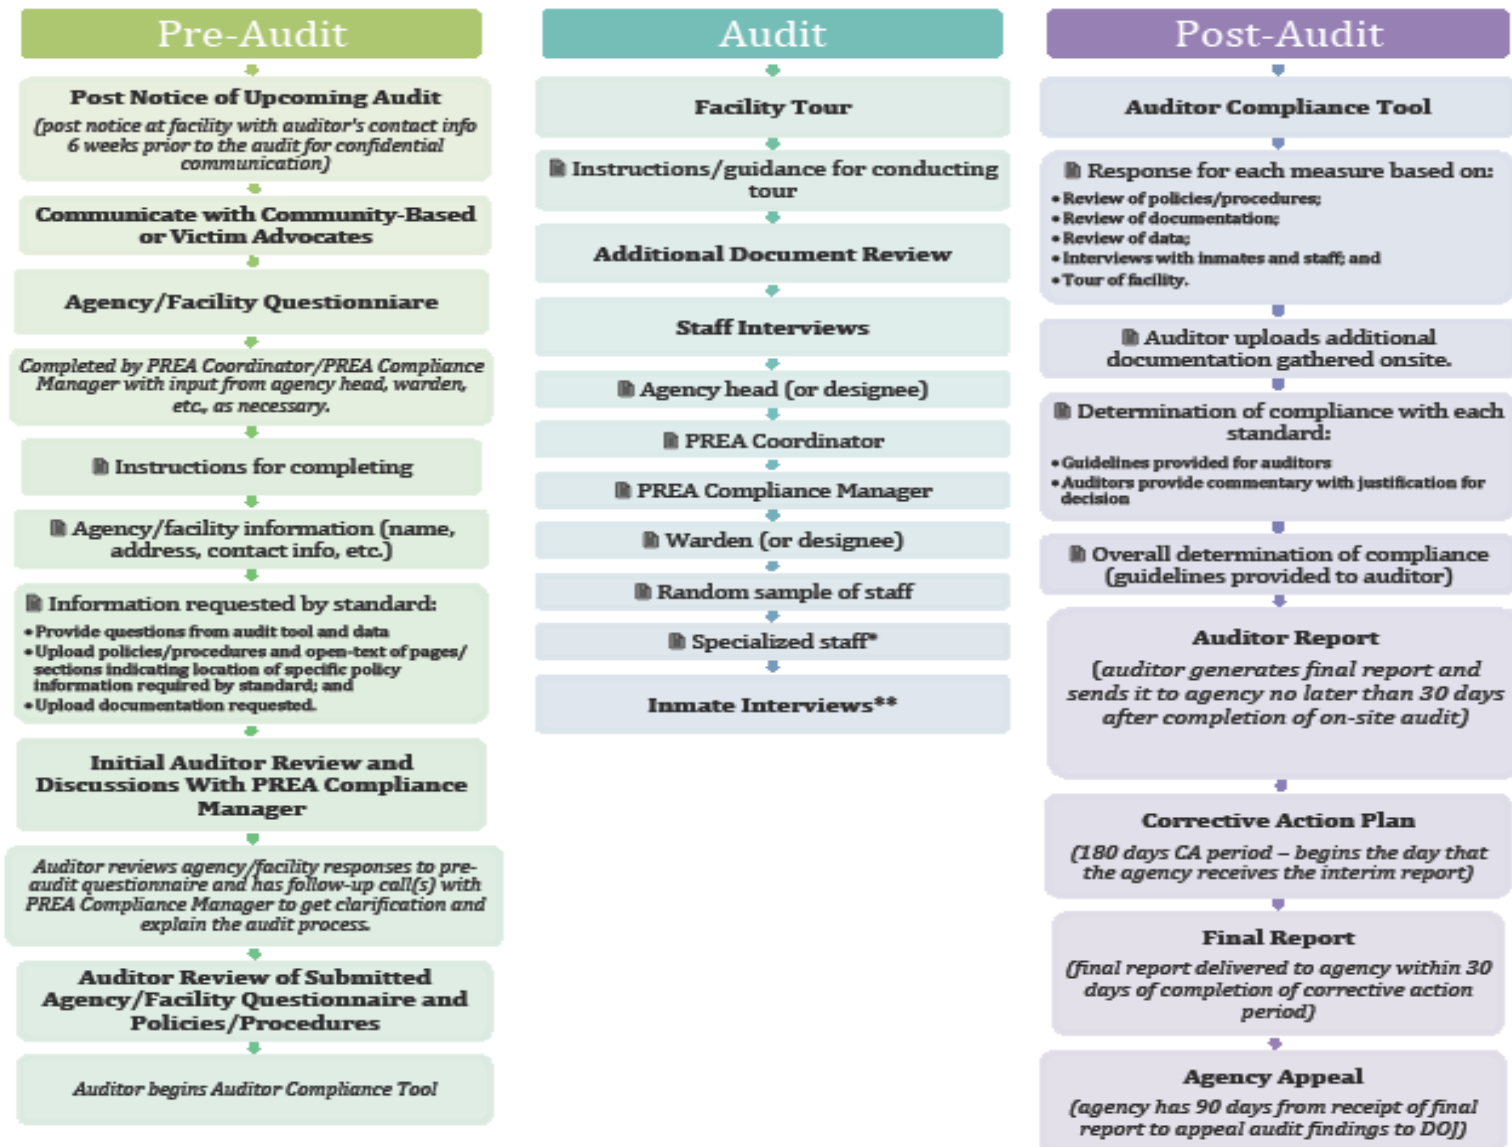 Pre-Audit
Post Notice of Upcoming Audit
(post notice at facility with auditor's contact info
6 weeks prior to the audit for confidential
communication)
Communicate with Community-Based
or Victim Advocates
Agency/Facility Questionniare
Completed by PREA Coordinator/PREA Compliance
Manager with input from agency head, warden,
etc., as necessary.
Instructions for completing
Agency/facility information (name,
address, contact info, etc.)
Information requested by standard:
• Provide questions from audit tool and data
• Upload policies/procedures and open-text of pages/
sections indicating location of specific policy
information required by standard; and
• Upload documentation requested.
Initial Auditor Review and
Discussions With PREA Compliance
Manager
Auditor reviews agency/facility responses to pre-
audit questionnaire and has follow-up call(s) with
PREA Compliance Manager to get clarification and
explain the audit process.
Auditor Review of Submitted
Agency/Facility Questionnaire and
Policies/Procedures
Auditor begins Auditor Compliance Tool
Audit
Facility Tour
Instructions/guidance for conducting
tour
Additional Document Review
Staff Interviews
Agency head (or designee)
PREA Coordinator
PREA Compliance Manager
Warden (or designee)
Random sample of staff
Specialized staff*
Inmate Interviews**
Post-Audit
Auditor Compliance Tool
Response for each measure based on:
• Review of policies/procedures;
• Review of documentation;
• Review of data;
• Interviews with inmates and staff; and
• Tour of facility.
Auditor uploads additional
documentation gathered onsite.
Determination of compliance with each
standard:
• Guidelines provided for auditors
• Auditors provide commentary with justification for
decision
Overall determination of compliance
(guidelines provided to auditor)
Auditor Report
(auditor generates final report and
sends it to agency no later than 30 days
after completion of on-site audit)
Corrective Action Plan
(180 days CA period – begins the day that
the agency receives the interim report)
Final Report
(final report delivered to agency within 30
days of completion of corrective action
period)
Agency Appeal
(agency has 90 days from receipt of final
report to appeal audit findings to DOJ)